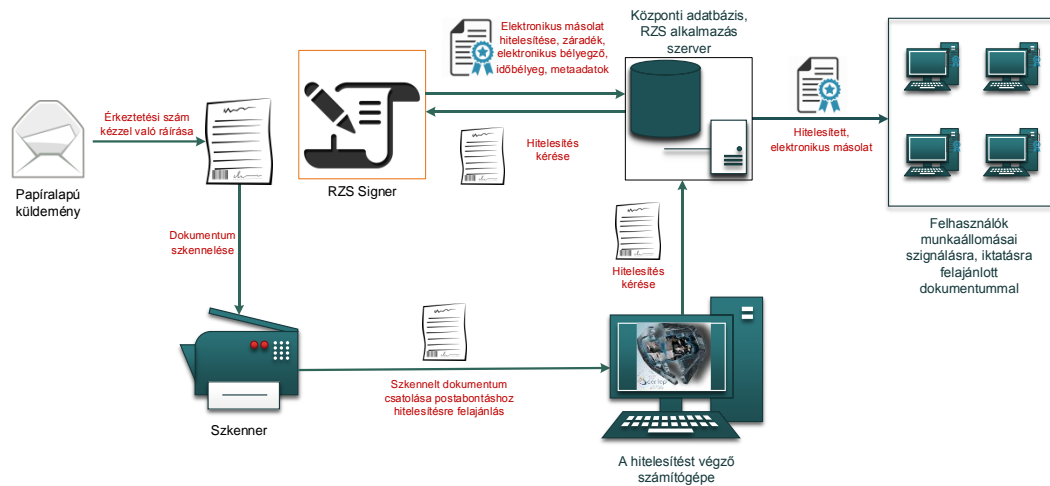 Elektronikus másolat
hitelesítése, záradék,
elektronikus bélyegző,
időbélyeg, metaadatok
Központi adatbázis,
RZS alkalmazás
szerver
Érkeztetési szám
kézzel való ráírása
Hitelesítés
kérése
Hitelesített,
elektronikus másolat
Papíralapú
küldemény
RZS Signer
Dokumentum
szkennelése
Hitelesítés
kérése
Felhasználók
munkaállomásai
szignálásra, iktatásra
felajánlott
dokumentummal
Szkennelt dokumentum
csatolása postabontáshoz
hitelesítésre felajánlás
Szkenner
A hitelesítést végző
számítógépe